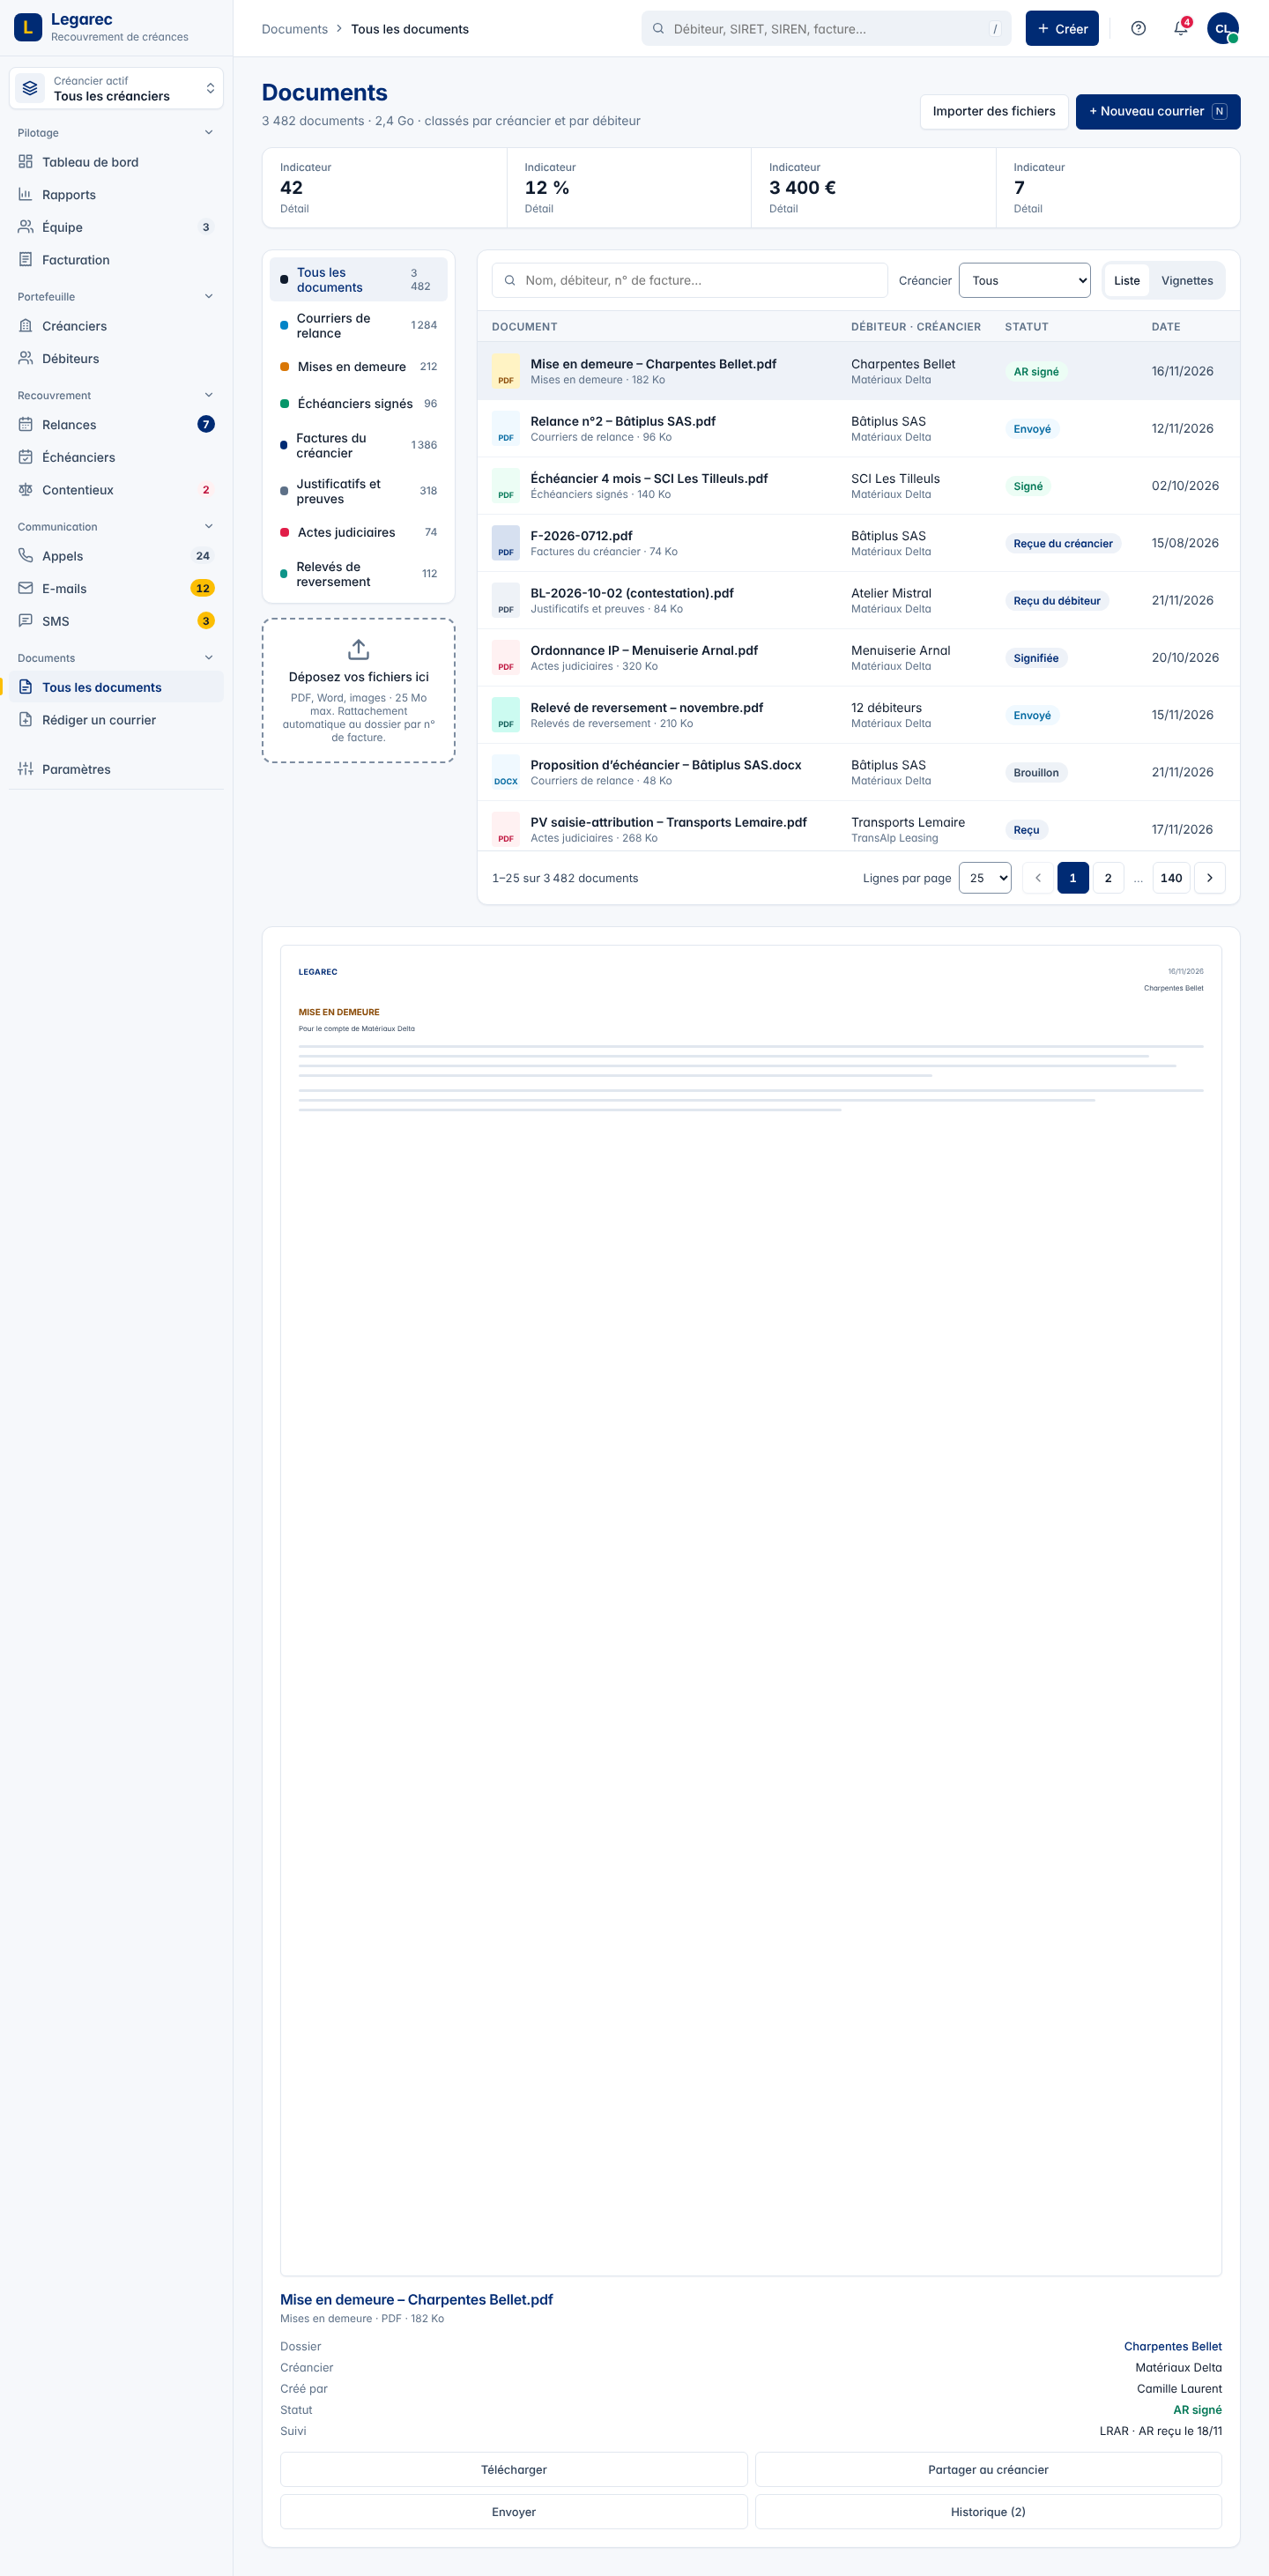 L
Legarec
Recouvrement de créances
Créancier actif
Tous les créanciers
Pilotage
Tableau de bord
Rapports
Équipe
3
Facturation
Portefeuille
Créanciers
Débiteurs
Recouvrement
Relances
7
Échéanciers
Contentieux
2
Communication
Appels
24
E-mails
12
SMS
3
Documents
Tous les documents
Rédiger un courrier
Paramètres
Documents
Tous les documents
Débiteur, SIRET, SIREN, facture...
/
+ Créer
4
CL
Documents
3 482 documents · 2,4 Go · classés par créancier et par débiteur
Importer des fichiers
+ Nouveau courrier N
Indicateur
42
Détail
Indicateur
12 %
Détail
Indicateur
3 400 €
Détail
Indicateur
7
Détail
Tous les
documents
3
482
Courriers de
relance
1 284
Mises en demeure
212
Échéanciers signés
96
Factures du
créancier
1 386
Justificatifs et
preuves
318
Actes judiciaires
74
Relevés de
reversement
112
Déposez vos fichiers ici
PDF, Word, images · 25 Mo
max. Rattachement
automatique au dossier par n°
de facture.
Nom, débiteur, n° de facture...
Créancier
Tous
Liste
Vignettes
DOCUMENT
DÉBITEUR · CRÉANCIER
STATUT
DATE
PDF
Mise en demeure – Charpentes Bellet.pdf
Mises en demeure · 182 Ko
Charpentes Bellet
Matériaux Delta
AR signé
16/11/2026
PDF
Relance n°2 – Bâtiplus SAS.pdf
Courriers de relance · 96 Ko
Bâtiplus SAS
Matériaux Delta
Envoyé
12/11/2026
PDF
Échéancier 4 mois – SCI Les Tilleuls.pdf
Échéanciers signés · 140 Ko
SCI Les Tilleuls
Matériaux Delta
Signé
02/10/2026
PDF
F-2026-0712.pdf
Factures du créancier · 74 Ko
Bâtiplus SAS
Matériaux Delta
Reçue du créancier
15/08/2026
PDF
BL-2026-10-02 (contestation).pdf
Justificatifs et preuves · 84 Ko
Atelier Mistral
Matériaux Delta
Reçu du débiteur
21/11/2026
PDF
Ordonnance IP – Menuiserie Arnal.pdf
Actes judiciaires · 320 Ko
Menuiserie Arnal
Matériaux Delta
Signifiée
20/10/2026
PDF
Relevé de reversement – novembre.pdf
Relevés de reversement · 210 Ko
12 débiteurs
Matériaux Delta
Envoyé
15/11/2026
DOCX
Proposition d’échéancier – Bâtiplus SAS.docx
Courriers de relance · 48 Ko
Bâtiplus SAS
Matériaux Delta
Brouillon
21/11/2026
PDF
PV saisie-attribution – Transports Lemaire.pdf
Actes judiciaires · 268 Ko
Transports Lemaire
TransAlp Leasing
Reçu
17/11/2026
1–25 sur 3 482 documents
Lignes par page
25
1
2
...
140
LEGAREC
16/11/2026
Charpentes Bellet
MISE EN DEMEURE
Pour le compte de Matériaux Delta
Mise en demeure – Charpentes Bellet.pdf
Mises en demeure · PDF · 182 Ko
Dossier
Charpentes Bellet
Créancier
Matériaux Delta
Créé par
Camille Laurent
Statut
AR signé
Suivi
LRAR · AR reçu le 18/11
Télécharger
Partager au créancier
Envoyer
Historique (2)